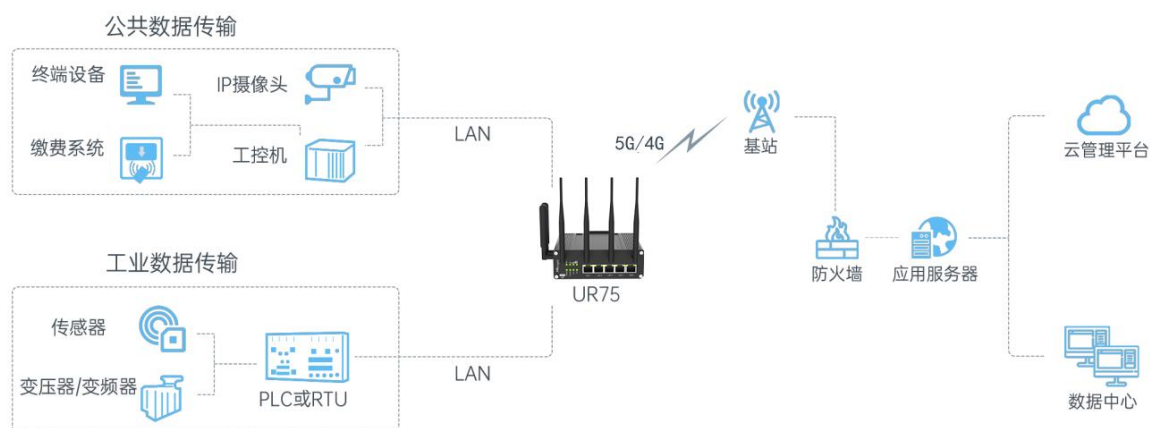 公共数据传输
终端设备
IP摄像头
缴费系统
工控机
LAN
5G/4G
基站
云管理平台
防火墙
应用服务器
UR75
工业数据传输
传感器
变压器/变频器
PLC或RTU
LAN
数据中心